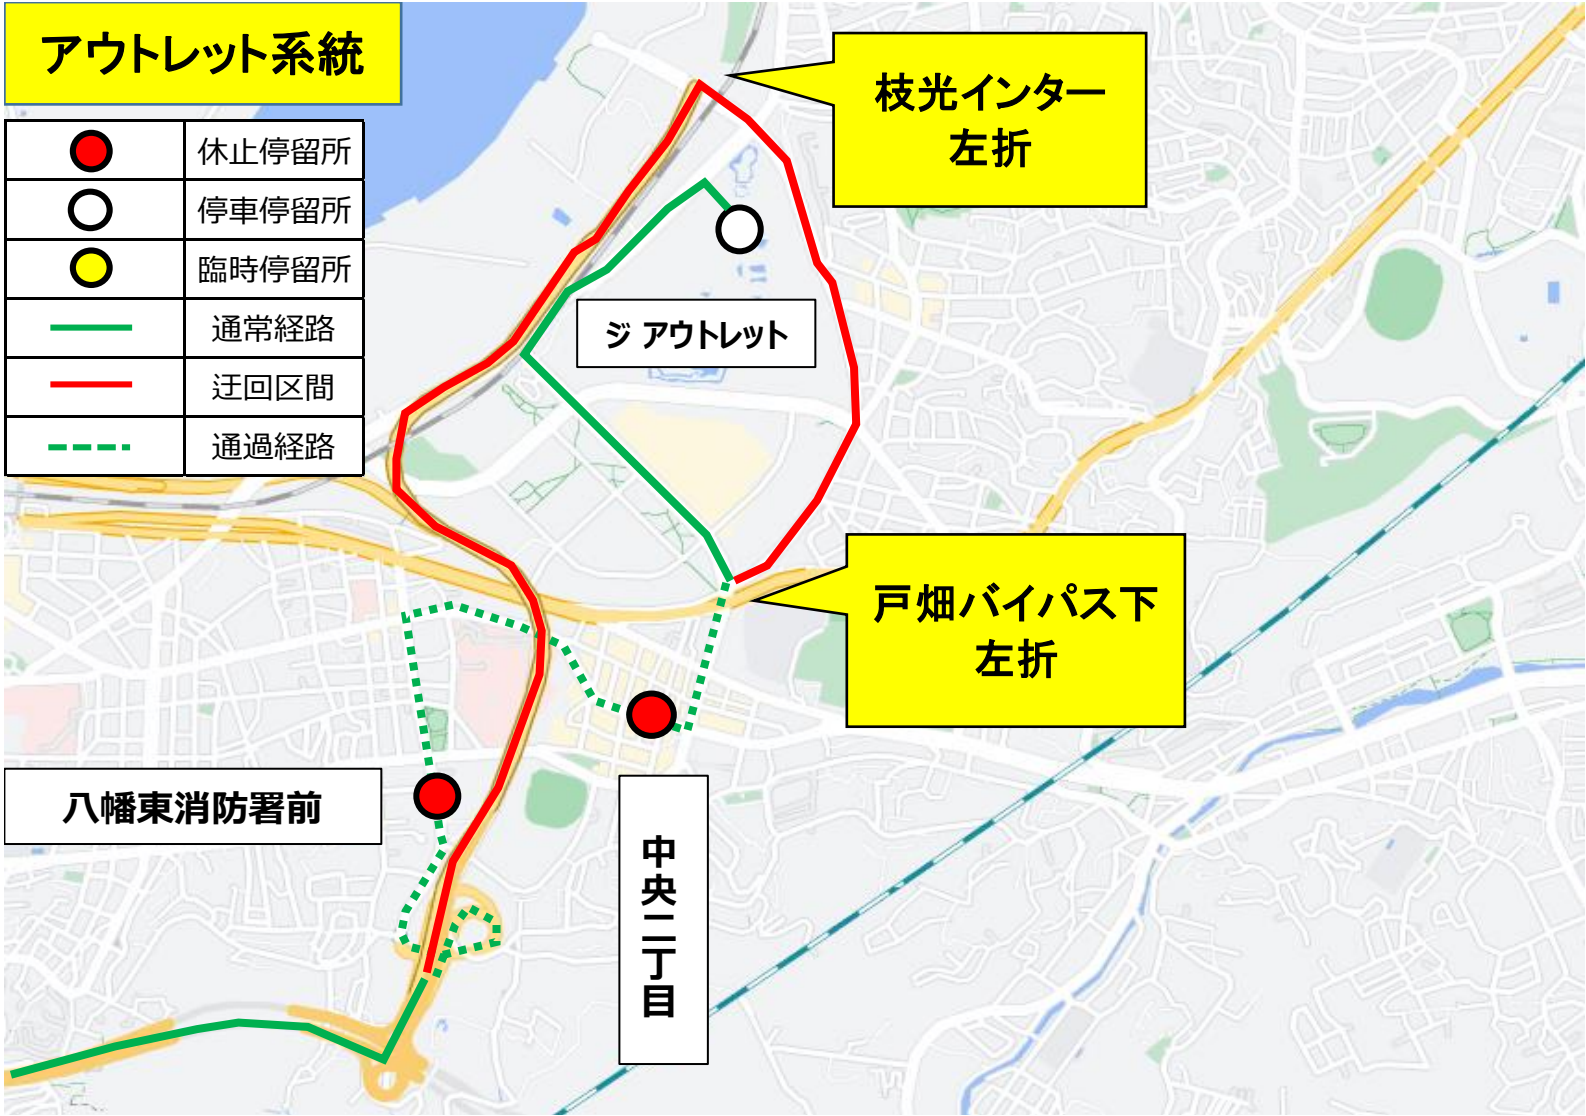 アウトレット系統
休止停留所
停車停留所
臨時停留所
通常経路
迂回区間
通過経路
枝光インター
左折
ジ アウトレット
戸畑バイパス下
左折
八幡東消防署前
中央二丁目